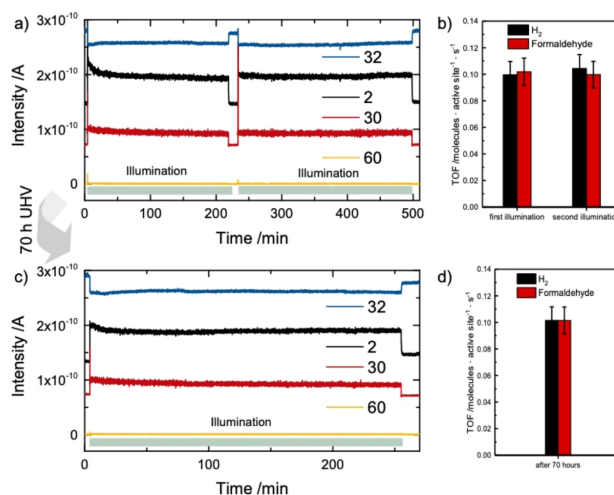 a)
3x10⁻¹⁰
2x10⁻¹⁰
1x10⁻¹⁰
0
Intensity /A
32
2
30
60
Illumination
Illumination
0 100 200 300 400 500
Time /min
b)
H₂
Formaldehyde
0.14
0.12
0.10
0.08
0.06
0.04
0.02
0.00
TOF /molecules · active site⁻¹ · s⁻¹
first illumination second illumination
70 h UHV
c)
3x10⁻¹⁰
2x10⁻¹⁰
1x10⁻¹⁰
0
Intensity /A
32
2
30
60
Illumination
0 100 200
Time /min
d)
H₂
Formaldehyde
0.14
0.12
0.10
0.08
0.06
0.04
0.02
0.00
TOF /molecules · active site⁻¹ · s⁻¹
after 70 hours